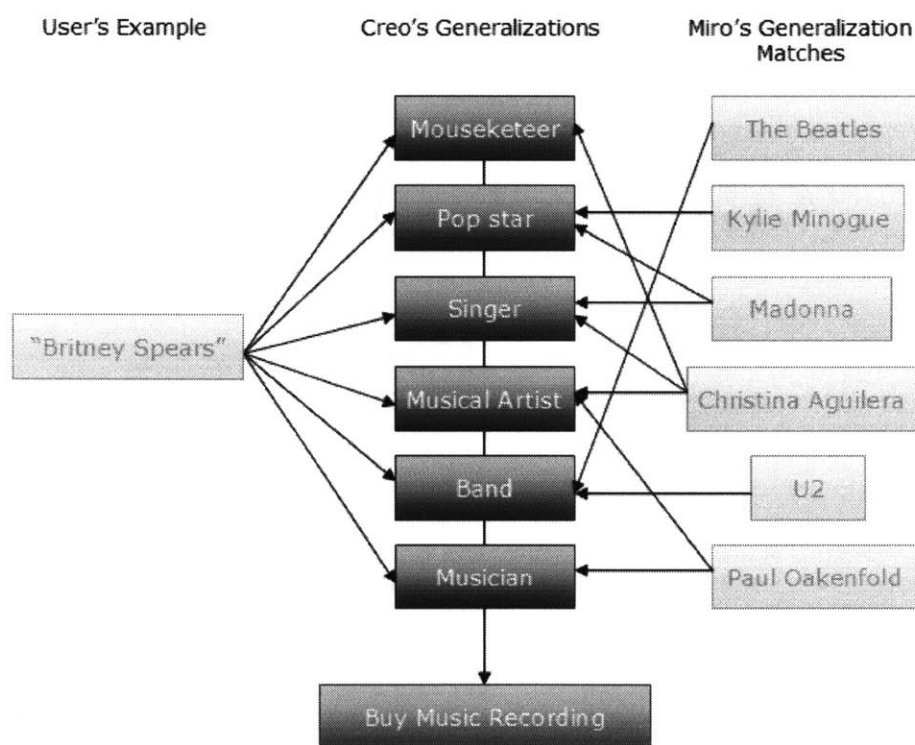 User's Example
Creo's Generalizations
Miro's Generalization
Matches
Mouseketeer
Pop star
Singer
Musical Artist
Band
Musician
Buy Music Recording
"Britney Spears"
The Beatles
Kylie Minogue
Madonna
Christina Aguilera
U2
Paul Oakenfold